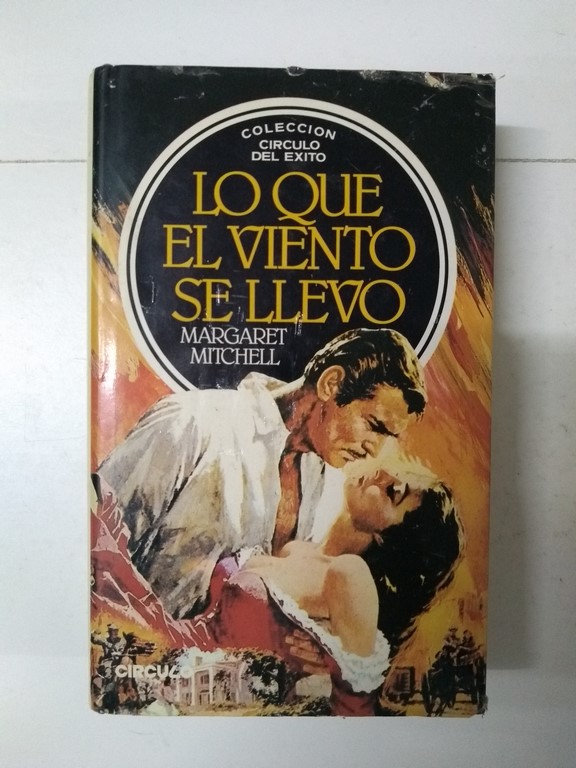 COLECCION
CIRCULO
DEL EXITO
LO QUE
EL VIENTO
SE LLEVO
MARGARET
MITCHELL
CIRCULO